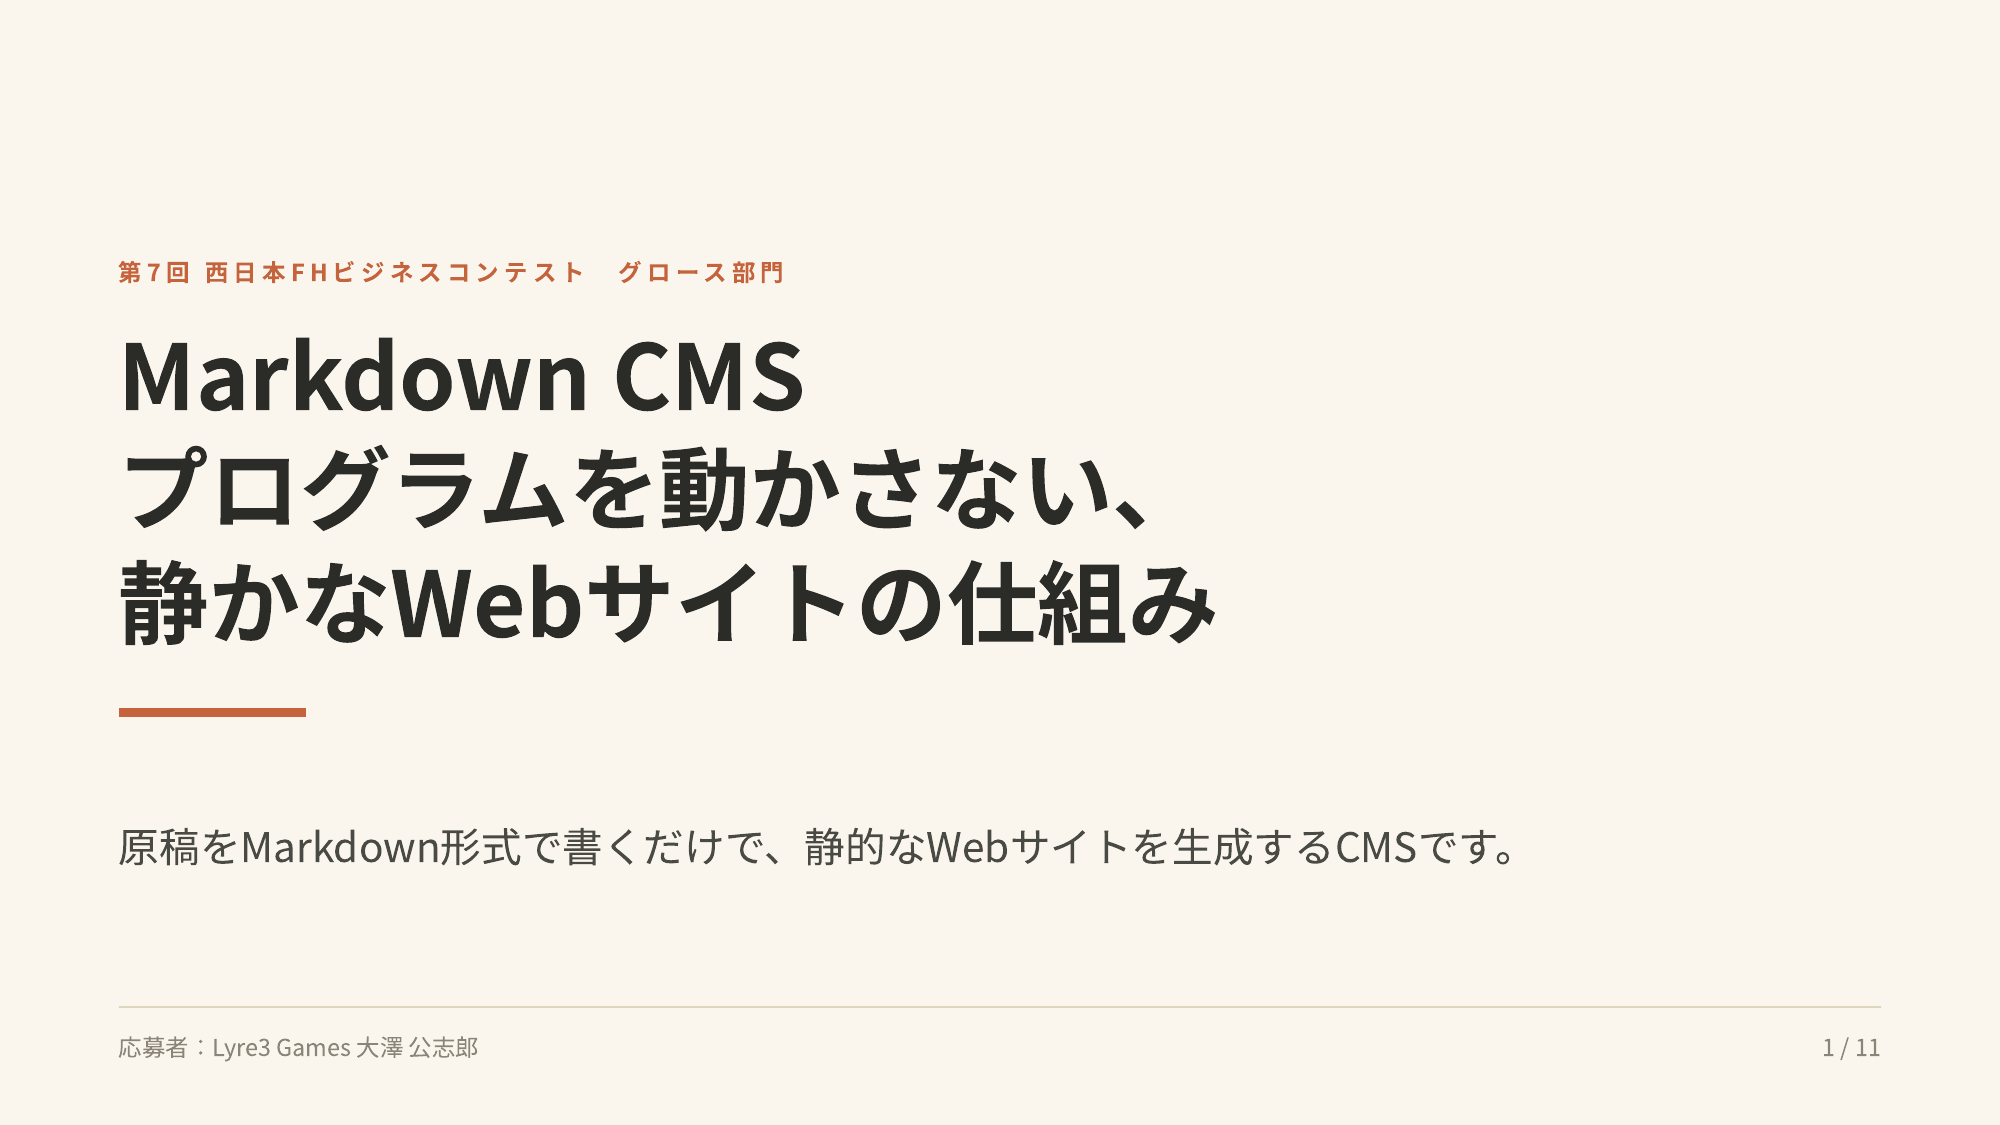 第7回 西日本FHビジネスコンテスト　グロース部門
Markdown CMS
プログラムを動かさない、
静かなWebサイトの仕組み
原稿をMarkdown形式で書くだけで、静的なWebサイトを生成するCMSです。
応募者：Lyre3 Games 大澤 公志郎
1 / 11